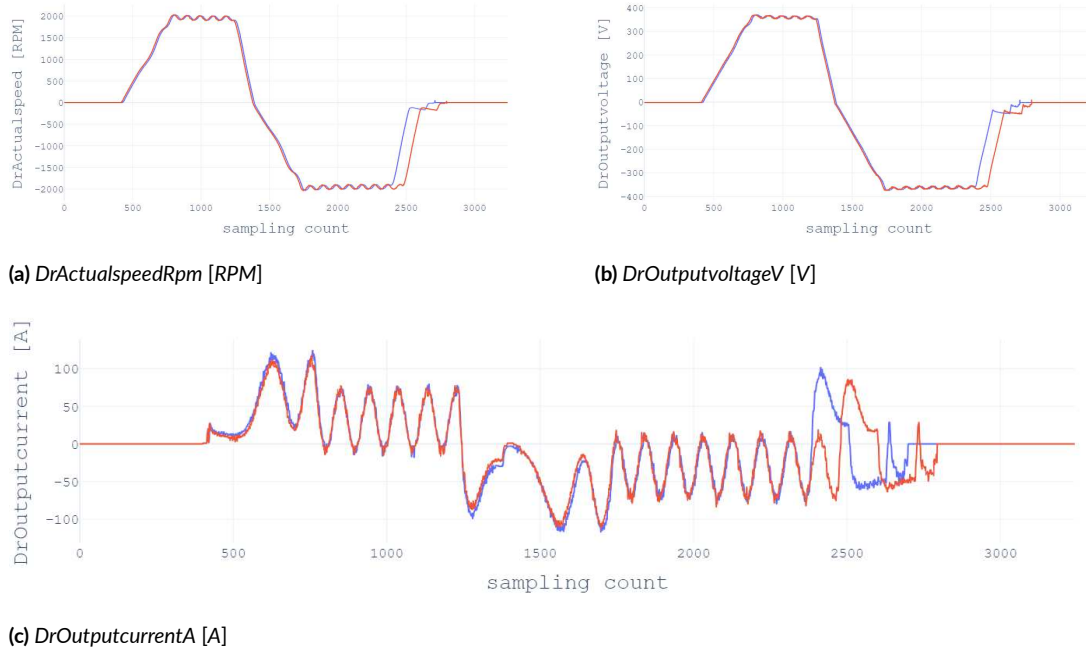 DrActualspeed [RPM]
2000
1500
1000
500
0
−500
−1000
−1500
−2000
0 500 1000 1500 2000 2500 3000
sampling count
(a) DrActualspeedRpm [RPM]
DrOutputvoltage [V]
400
300
200
100
0
−100
−200
−300
−400
0 500 1000 1500 2000 2500 3000
sampling count
(b) DrOutputvoltageV [V]
DrOutputcurrent [A]
100
50
0
−50
−100
0 500 1000 1500 2000 2500 3000
sampling count
(c) DrOutputcurrentA [A]